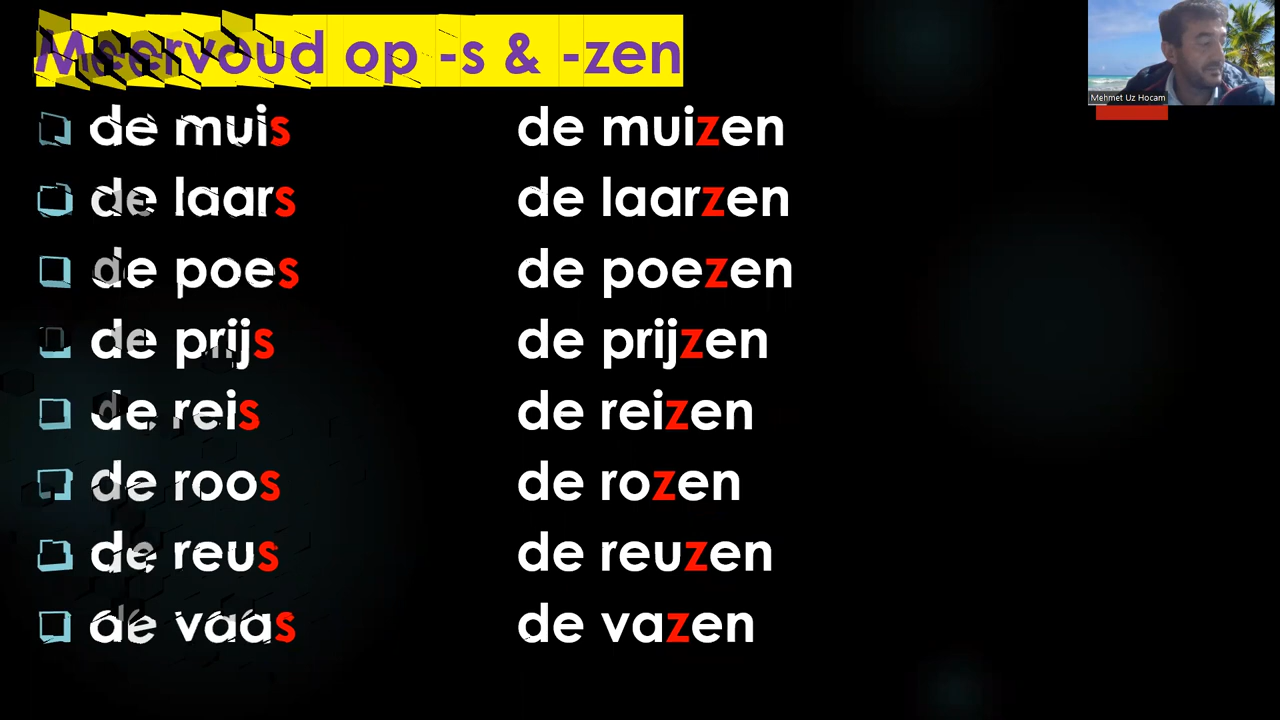 Meervoud op -s & -zen
Mehmet Uz Hocam
de muis de muizen
de laars de laarzen
de poes de poezen
de prijs de prijzen
de reis de reizen
de roos de rozen
de reus de reuzen
de vaas de vazen